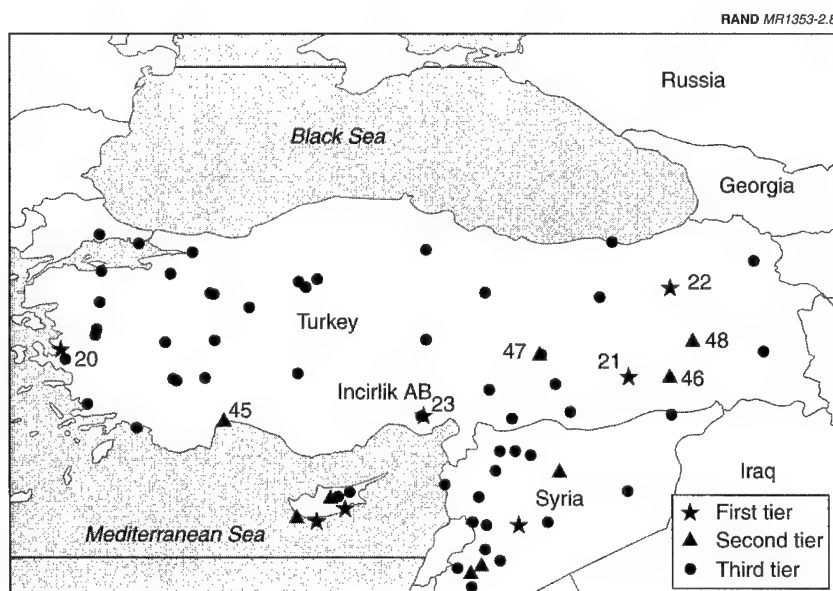 RAND MR1353-2.8
Russia
Black Sea
Georgia
22
Turkey
48
47
20
21
46
Incirlik AB
23
45
Iraq
Syria
First tier
Mediterranean Sea
Second tier
Third tier